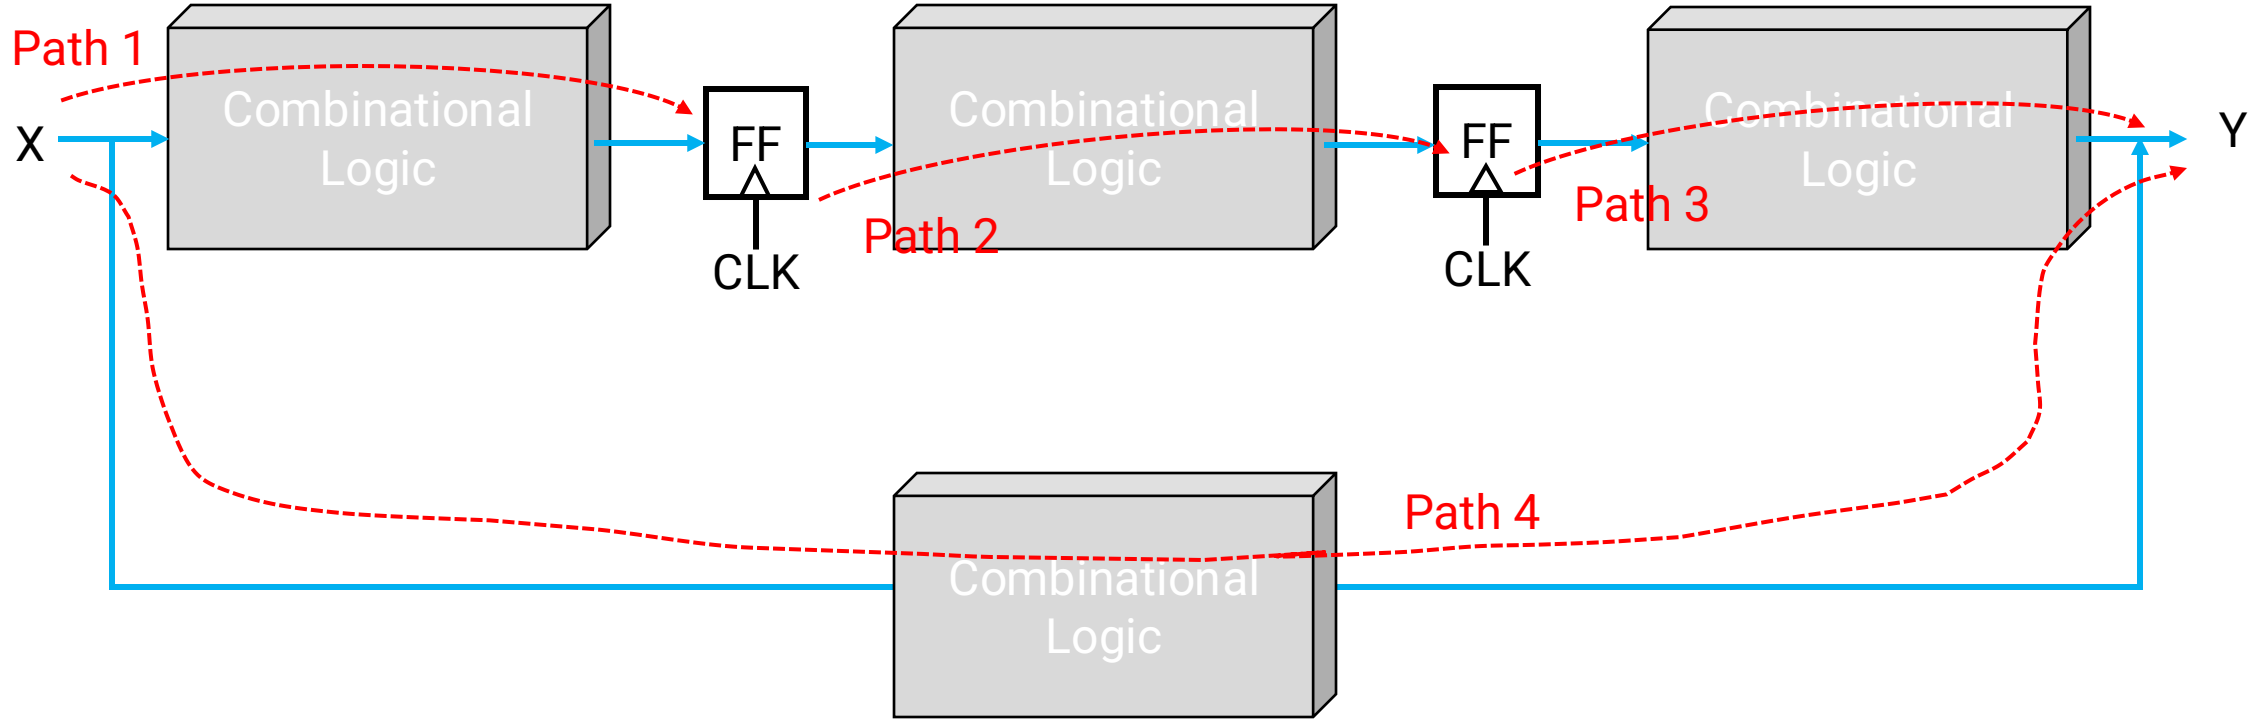 Path 1
Combinational
Logic
Combinational
Logic
Combinational
Logic
X
FF
FF
Y
Path 2
Path 3
CLK
CLK
Path 4
Combinational
Logic